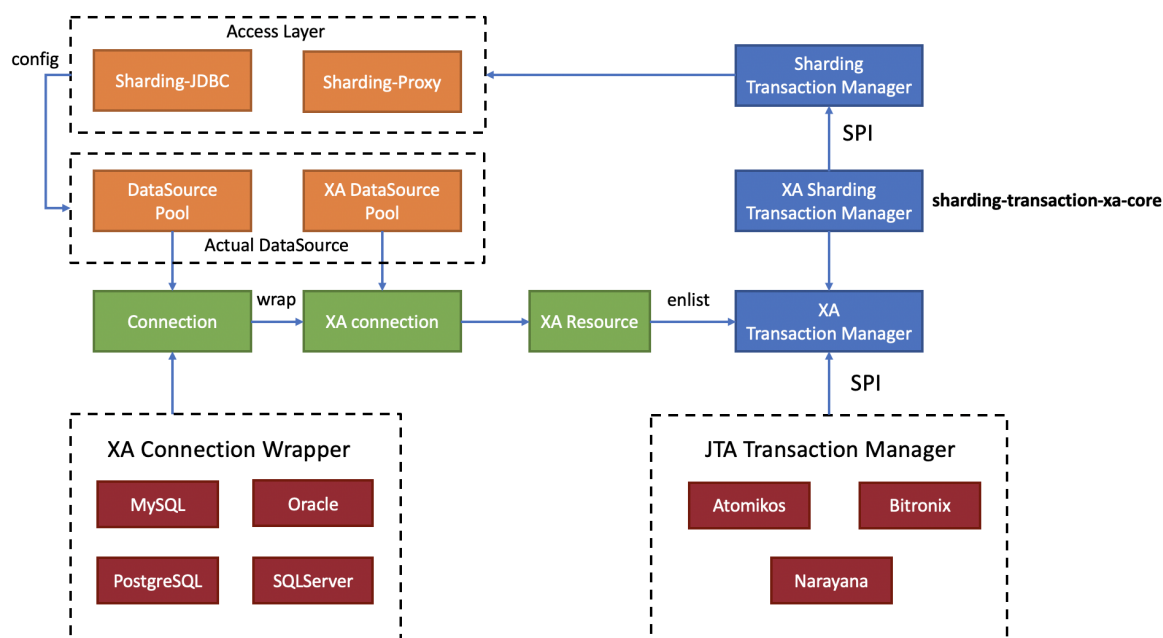 Access Layer
config
Sharding-JDBC
Sharding-Proxy
Sharding
Transaction Manager
SPI
DataSource
Pool
XA DataSource
Pool
Actual DataSource
XA Sharding
Transaction Manager
sharding-transaction-xa-core
Connection
wrap
XA connection
XA Resource
enlist
XA
Transaction Manager
SPI
XA Connection Wrapper
MySQL
Oracle
PostgreSQL
SQLServer
JTA Transaction Manager
Atomikos
Bitronix
Narayana